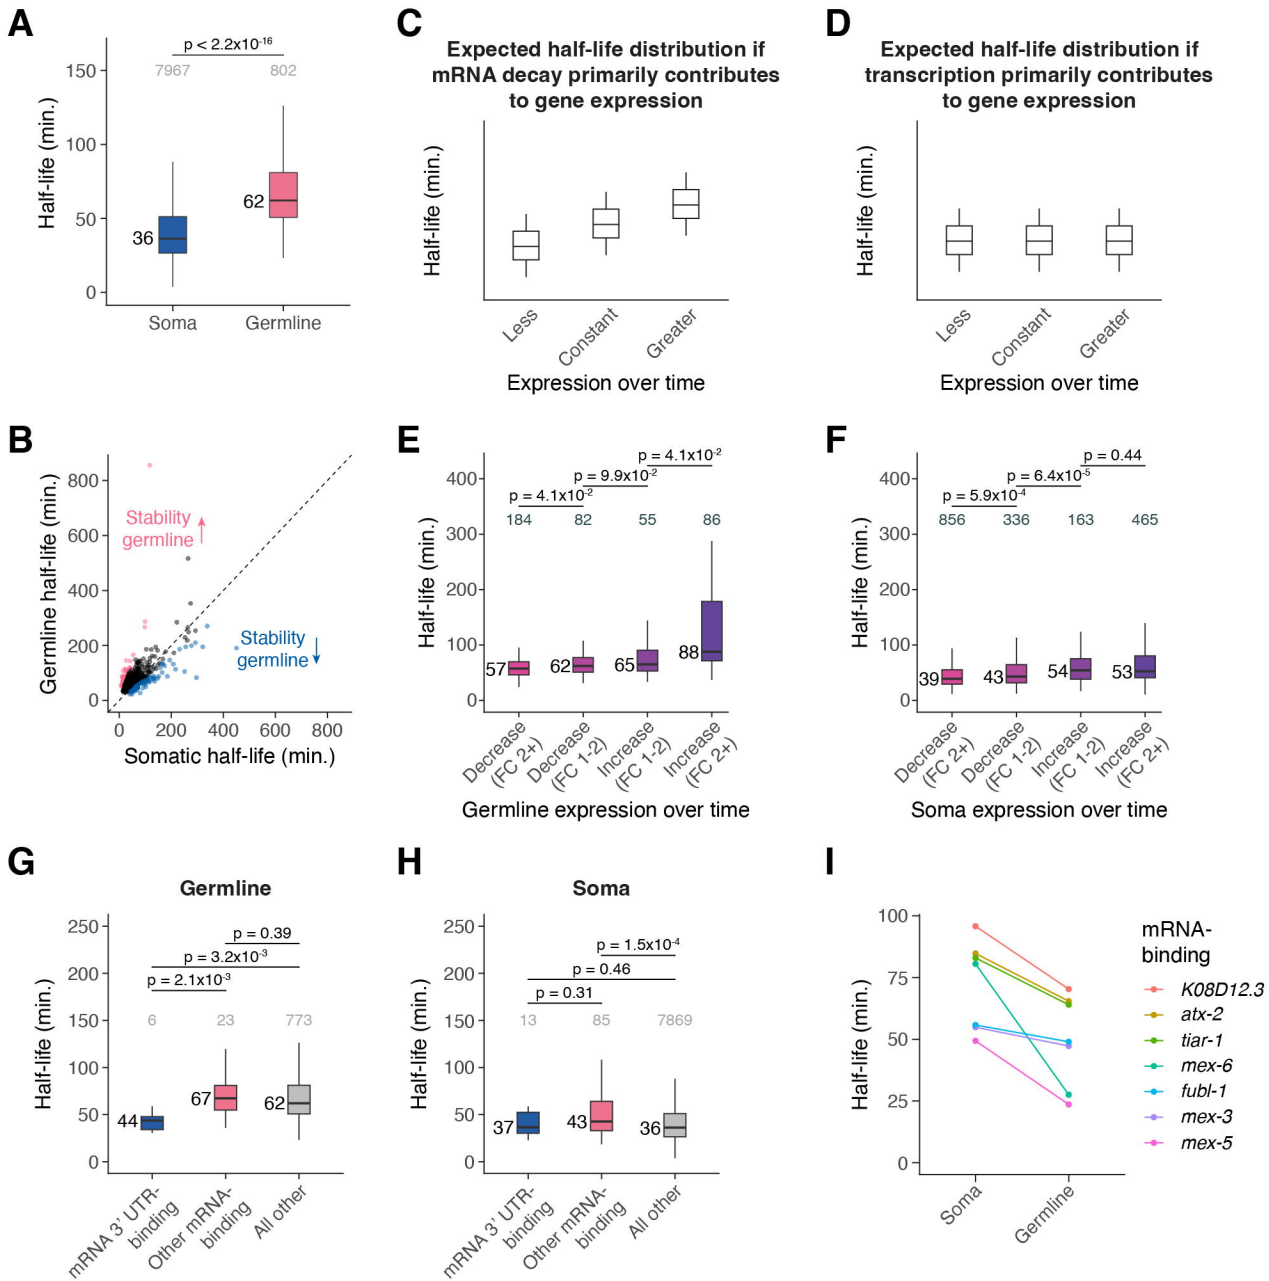 A
p < 2.2x10-16
7967
802
150
100
50
0
Half-life (min.)
36
62
Soma
Germline
C
Expected half-life distribution if
mRNA decay primarily contributes
to gene expression
Half-life (min.)
Less
Constant
Greater
Expression over time
D
Expected half-life distribution if
transcription primarily contributes
to gene expression
Half-life (min.)
Less
Constant
Greater
Expression over time
B
Germline half-life (min.)
800
600
400
200
0
Stability
germline
Stability
germline
0
200
400
600
800
Somatic half-life (min.)
E
p = 4.1x10-2
p = 9.9x10-2
p = 4.1x10-2
184
82
55
86
400
300
200
100
0
Half-life (min.)
57
62
65
88
Decrease
(FC 2+)
Decrease
(FC 1-2)
Increase
(FC 1-2)
Increase
(FC 2+)
Germline expression over time
F
p = 0.44
p = 6.4x10-5
p = 5.9x10-4
856
336
163
465
400
300
200
100
0
Half-life (min.)
39
43
54
53
Decrease
(FC 2+)
Decrease
(FC 1-2)
Increase
(FC 1-2)
Increase
(FC 2+)
Soma expression over time
G
Germline
250
200
150
100
50
0
Half-life (min.)
p = 0.39
p = 3.2x10-3
p = 2.1x10-3
6
23
773
44
67
62
mRNA 3' UTR-
binding
Other mRNA-
binding
All other
H
Soma
250
200
150
100
50
0
Half-life (min.)
p = 1.5x10-4
p = 0.46
p = 0.31
13
85
7869
37
43
36
mRNA 3' UTR-
binding
Other mRNA-
binding
All other
I
100
75
50
25
0
Half-life (min.)
Soma
Germline
mRNA-
binding
K08D12.3
atx-2
tiar-1
mex-6
fubl-1
mex-3
mex-5